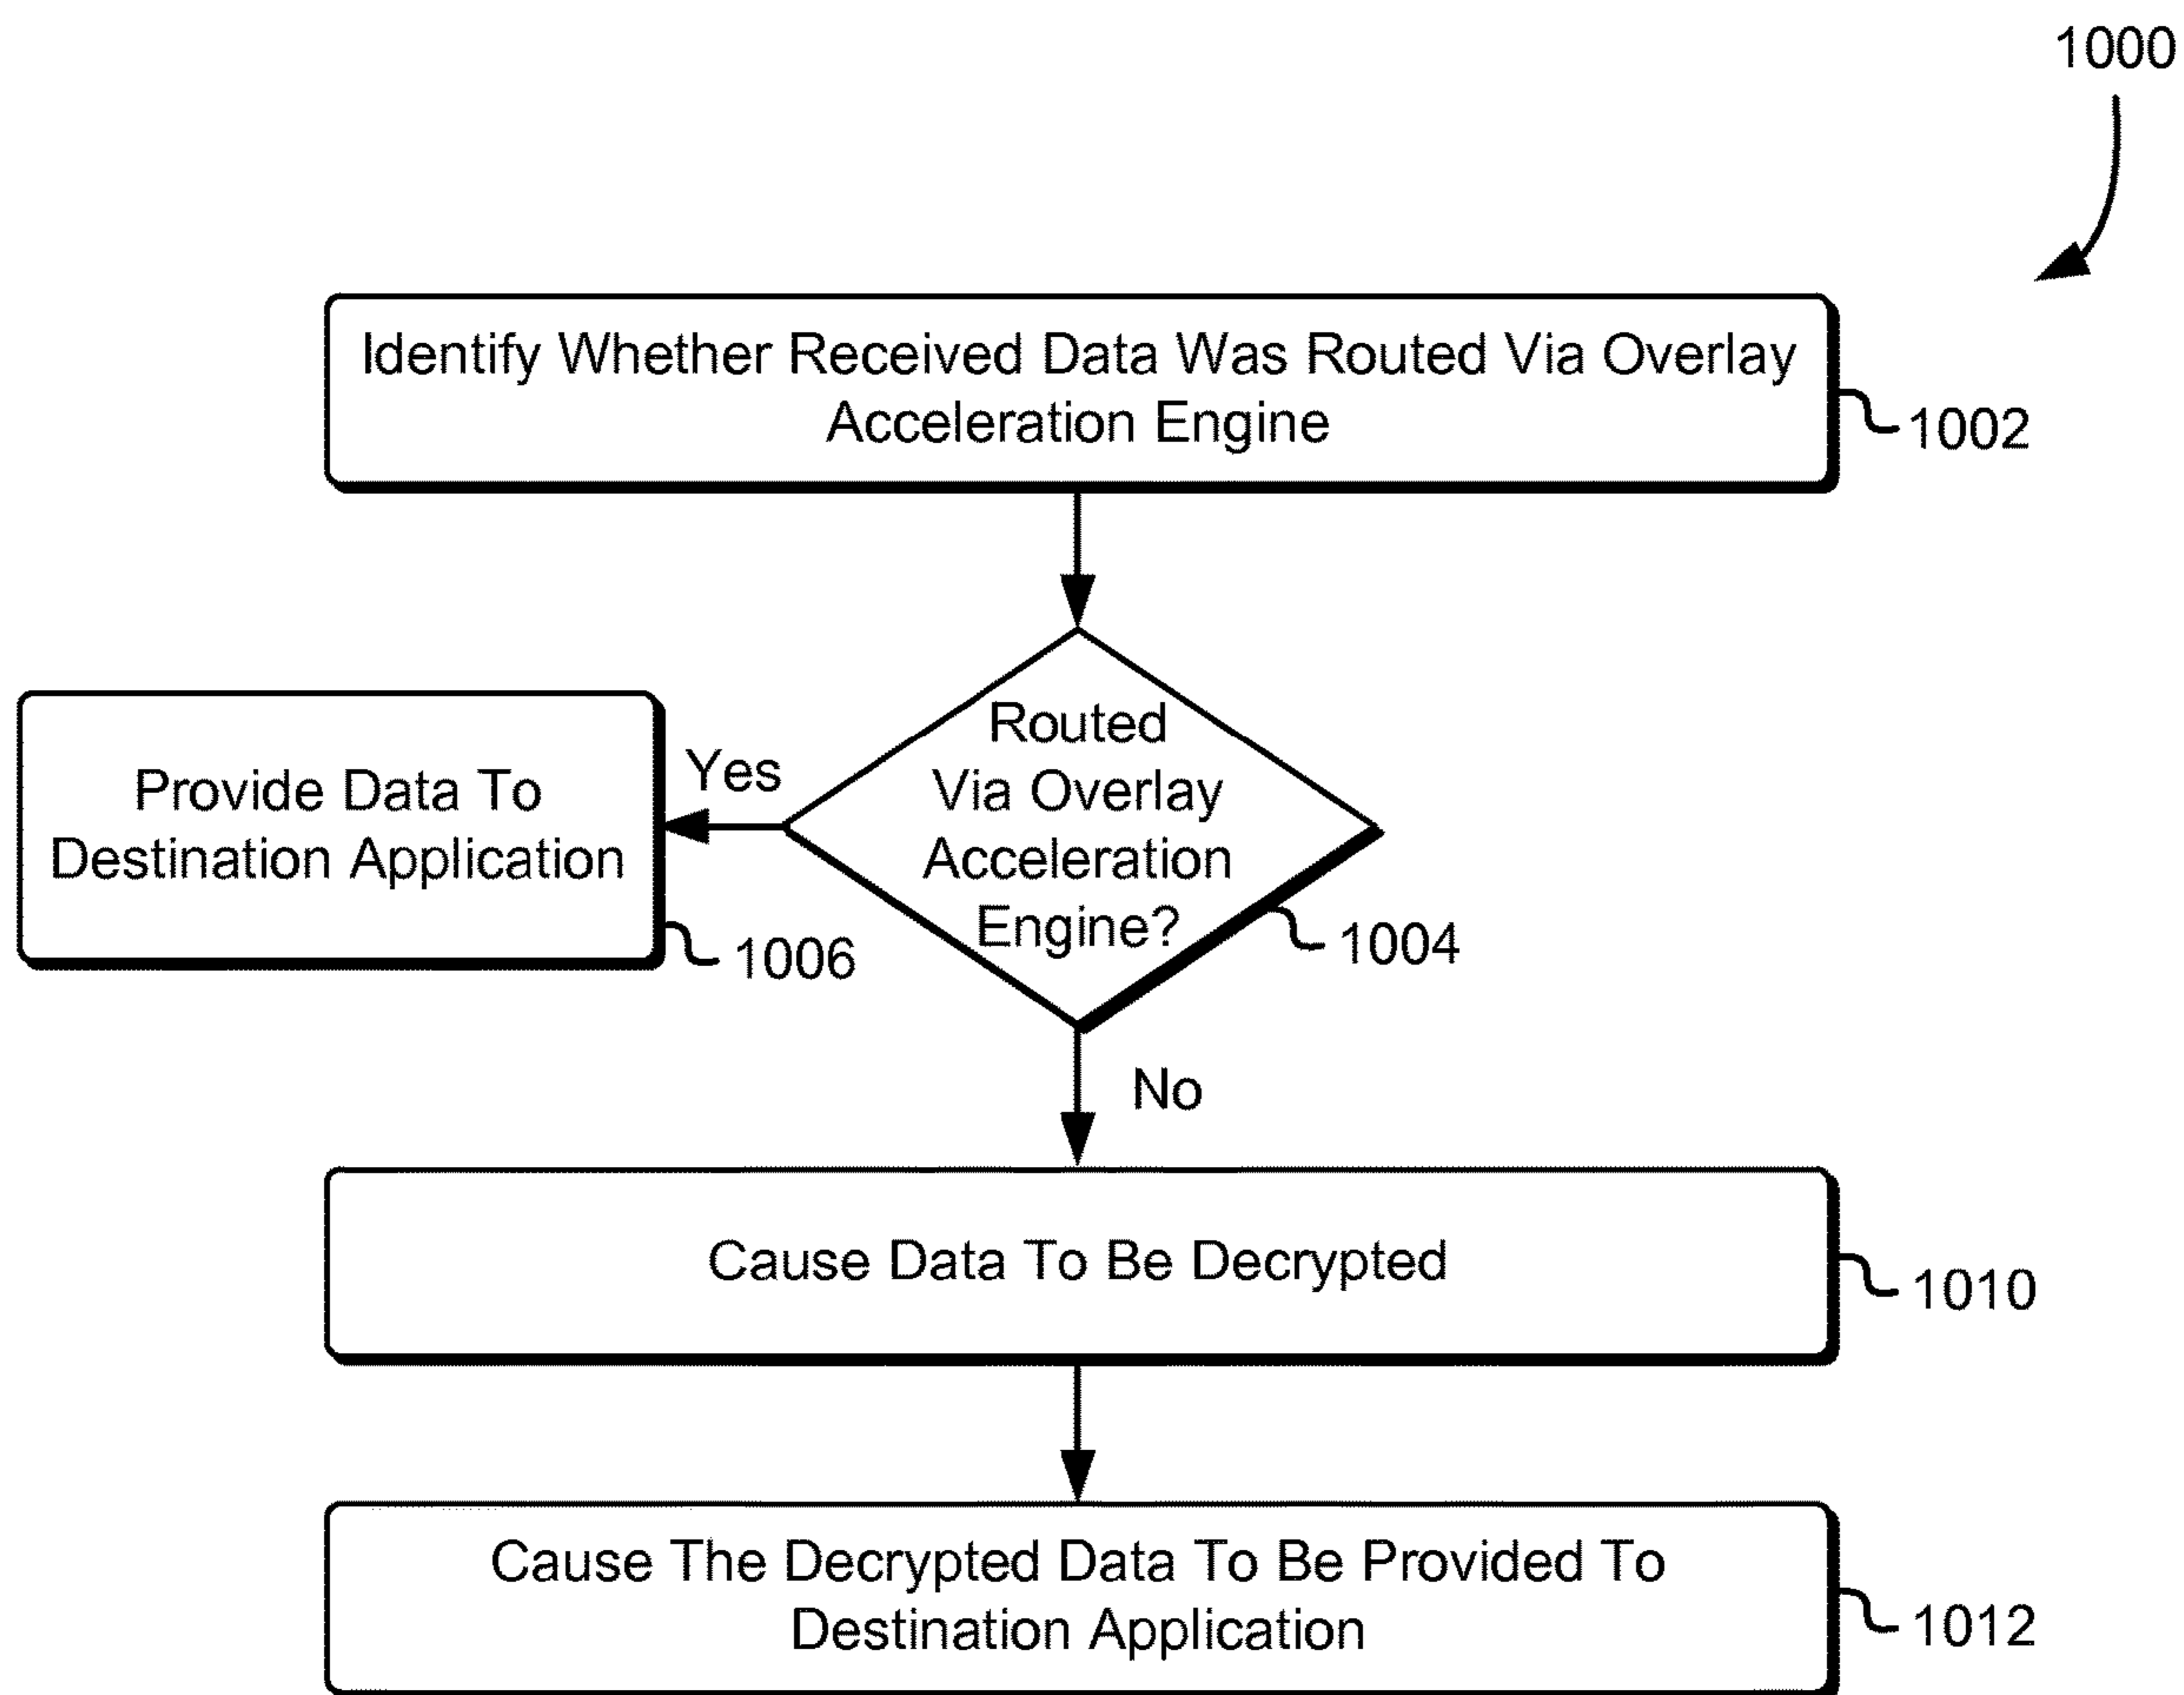 1000
Identify Whether Received Data Was Routed Via Overlay
Acceleration Engine
1002
Routed
Via Overlay
Acceleration
Engine?
1004
Yes
Provide Data To
Destination Application
1006
No
Cause Data To Be Decrypted
1010
Cause The Decrypted Data To Be Provided To
Destination Application
1012